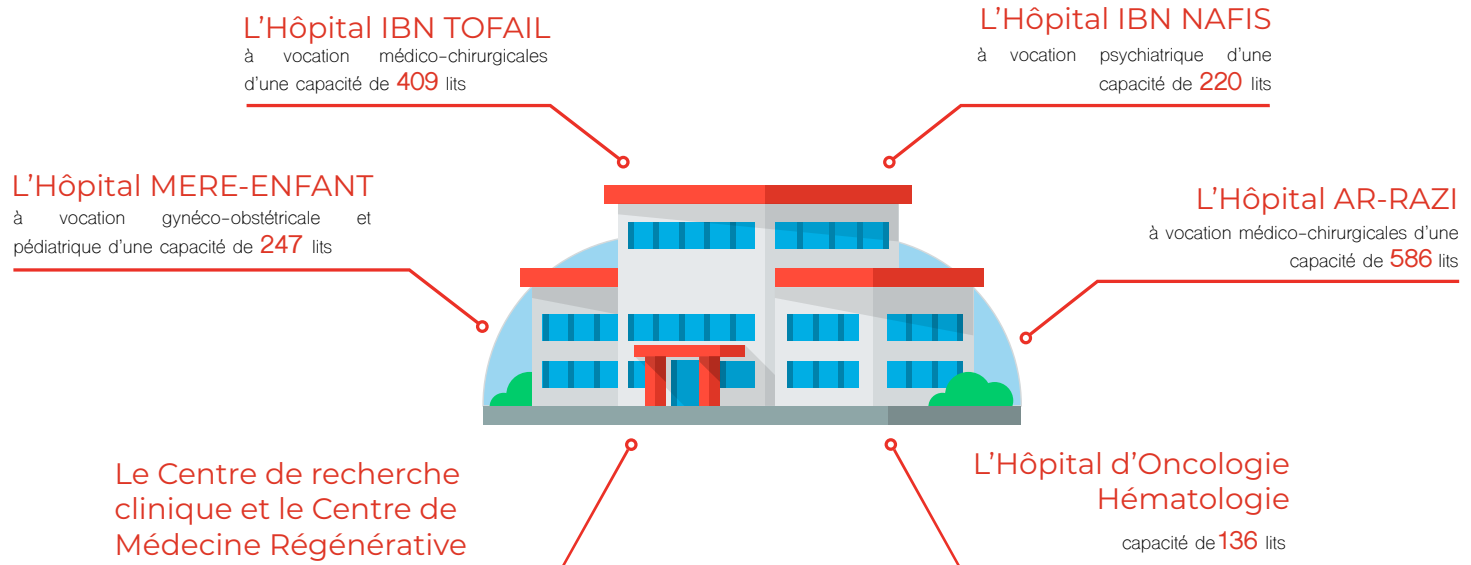 L’Hôpital IBN TOFAIL
à vocation médico-chirurgicales
d’une capacité de 409 lits
L’Hôpital IBN NAFIS
à vocation psychiatrique d’une
capacité de 220 lits
L’Hôpital MERE-ENFANT
à vocation gynéco-obstétricale et
pédiatrique d’une capacité de 247 lits
L’Hôpital AR-RAZI
à vocation médico-chirurgicales d’une
capacité de 586 lits
Le Centre de recherche
clinique et le Centre de
Médecine Régénérative
L’Hôpital d’Oncologie
Hématologie
capacité de 136 lits